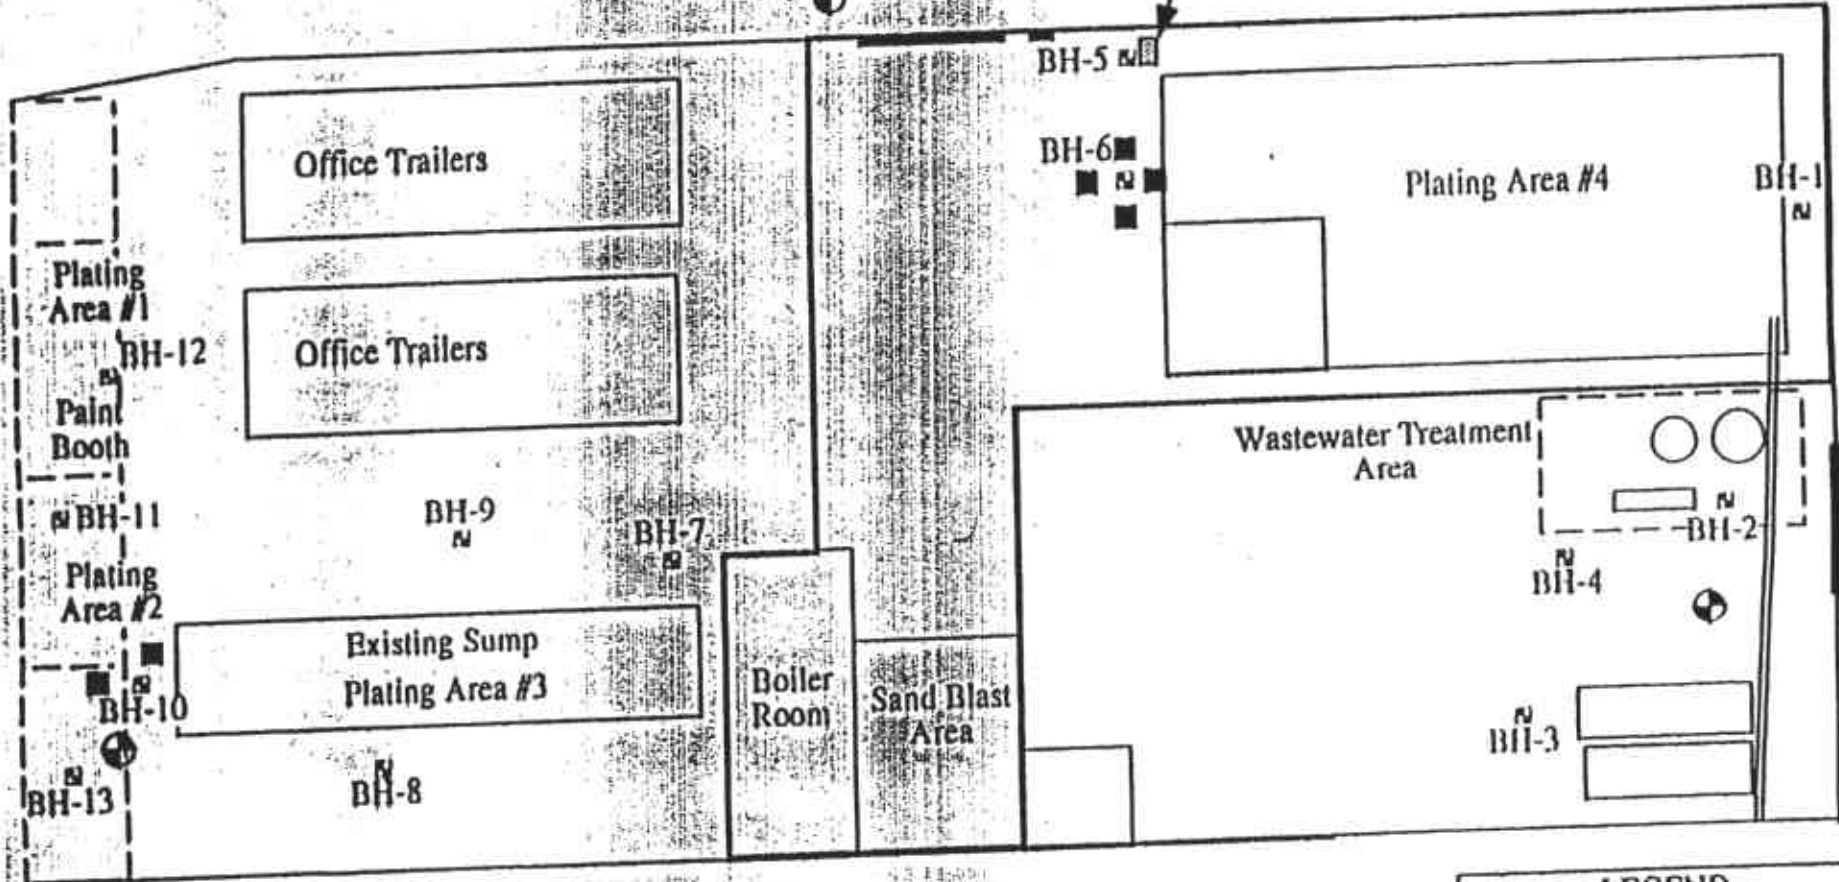 BH-5
Office Trailers
BH-6
Plating Area #4
BH-1
Plating
Area #1
BH-12
Office Trailers
Paint
Booth
Wastewater Treatment
Area
BH-11
BH-9
BH-7
BH-2
BH-4
Plating
Area #2
Existing Sump
Plating Area #3
Boiler
Room
Sand Blast
Area
BH-10
BH-3
BH-13
BH-8
LEGEND